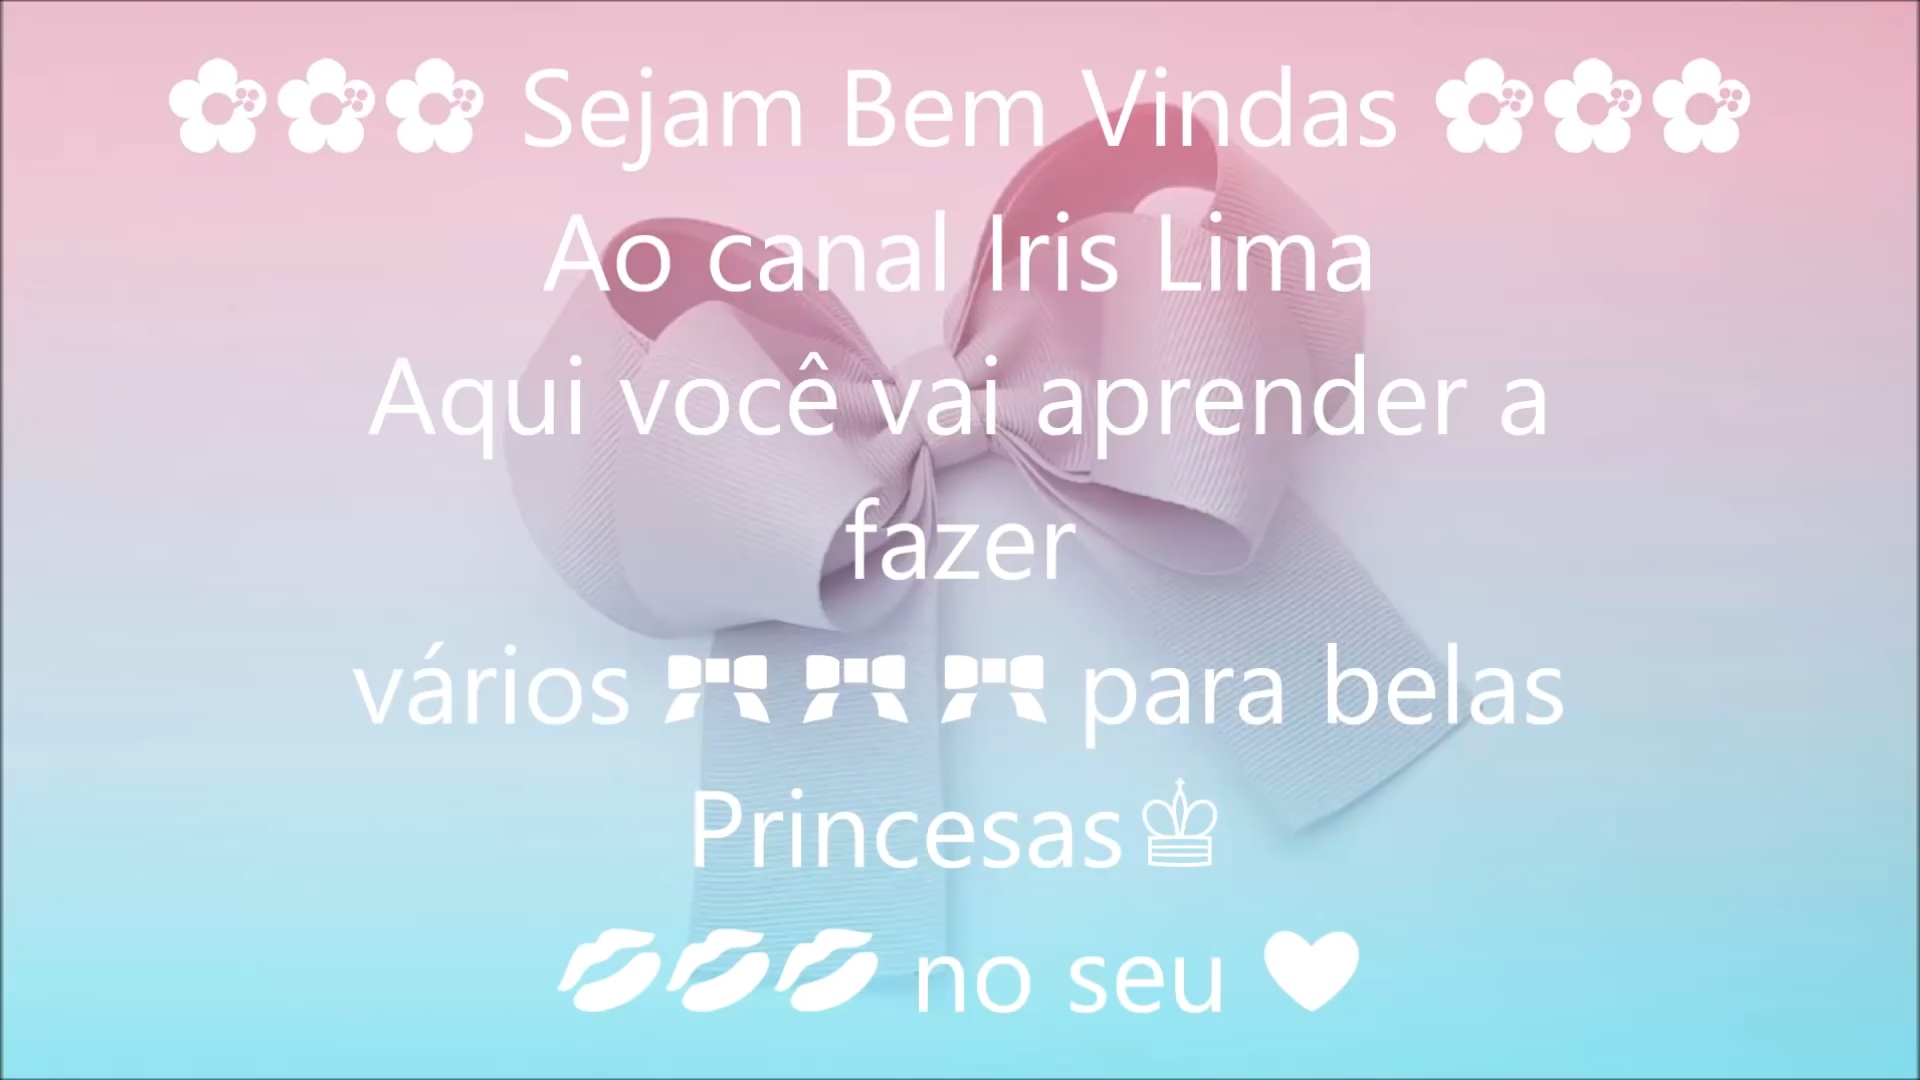 🌺🌺🌺 Sejam Bem Vindas 🌺🌺🌺
Ao canal Iris Lima
Aqui você vai aprender a
fazer
vários 🎀 🎀 🎀 para belas
Princesas♔
💋💋💋 no seu ❤